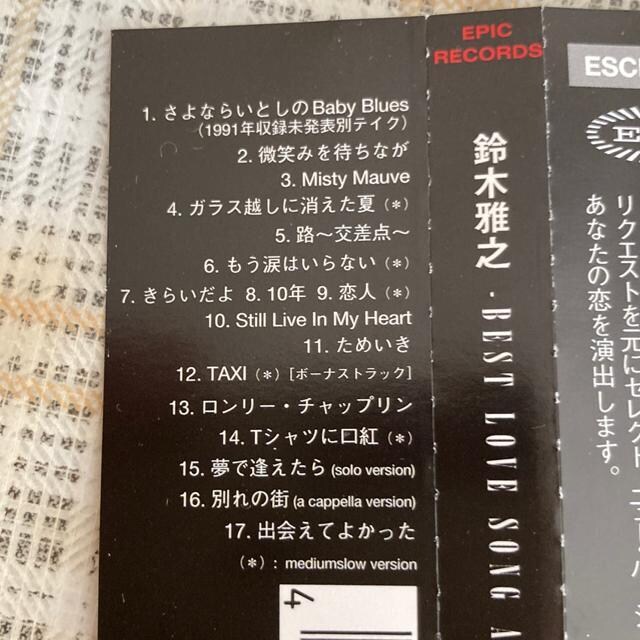 1. さよならいとしのBaby Blues
(1991年収録未発表別テイク)
2. 微笑みを待ちなが
3. Misty Mauve
4. ガラス越しに消えた夏 (＊)
5. 路〜交差点〜
6. もう涙はいらない (＊)
7. きらいだよ 8. 10年 9. 恋人 (＊)
10. Still Live In My Heart
11. ためいき
12. TAXI (＊) [ボーナストラック]
13. ロンリー・チャップリン
14. Tシャツに口紅 (＊)
15. 夢で逢えたら (solo version)
16. 別れの街 (a cappella version)
17. 出会えてよかった
(＊) : mediumslow version
4
EPIC
RECORDS
鈴木雅之・BEST LOVE SONG A
ESC
リクエストを元にセレクト
あなたの恋を演出します。